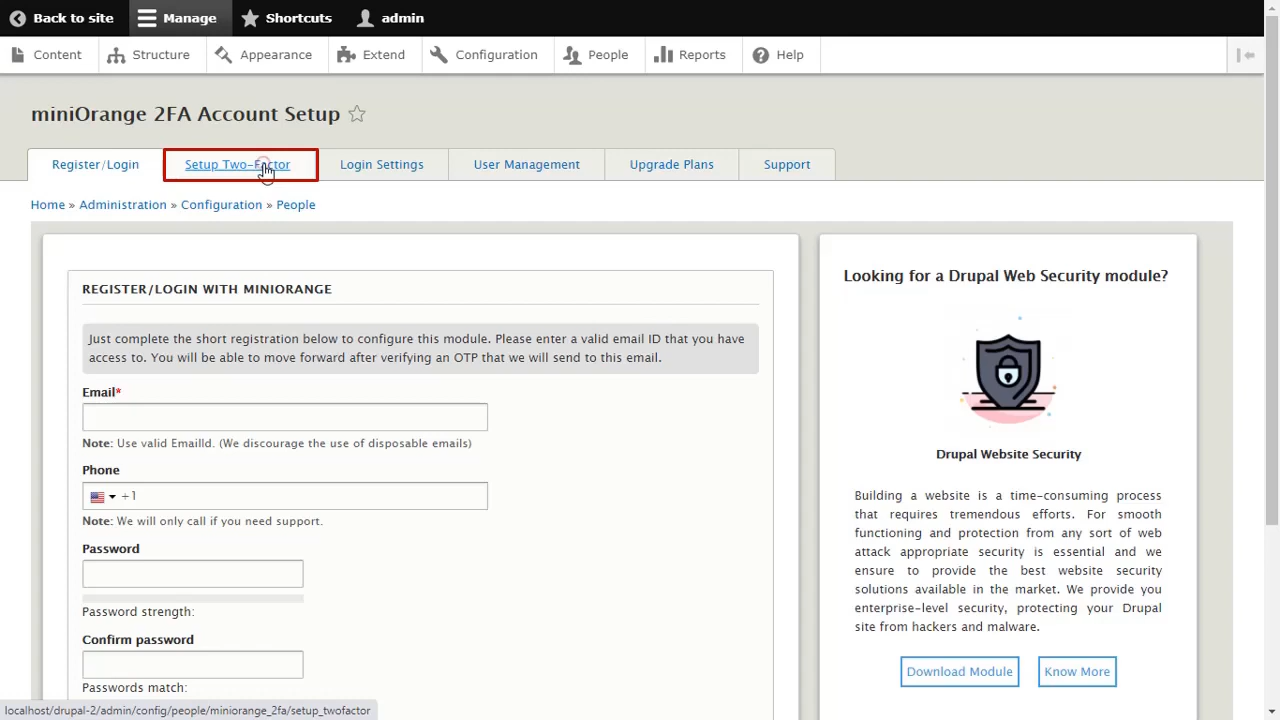 Back to site
Manage
Shortcuts
admin
Content
Structure
Appearance
Extend
Configuration
People
Reports
Help
miniOrange 2FA Account Setup
Register/Login
Setup Two-Factor
Login Settings
User Management
Upgrade Plans
Support
Home » Administration » Configuration » People
REGISTER/LOGIN WITH MINIORANGE
Just complete the short registration below to configure this module. Please enter a valid email ID that you have
access to. You will be able to move forward after verifying an OTP that we will send to this email.
Email*
Note: Use valid EmailId. (We discourage the use of disposable emails)
Phone
+1
Note: We will only call if you need support.
Password
Password strength:
Confirm password
Passwords match:
Looking for a Drupal Web Security module?
Drupal Website Security
Building a website is a time-consuming process
that requires tremendous efforts. For smooth
functioning and protection from any sort of web
attack appropriate security is essential and we
ensure to provide the best website security
solutions available in the market. We provide you
enterprise-level security, protecting your Drupal
site from hackers and malware.
Download Module
Know More
localhost/drupal-2/admin/config/people/miniorange_2fa/setup_twofactor